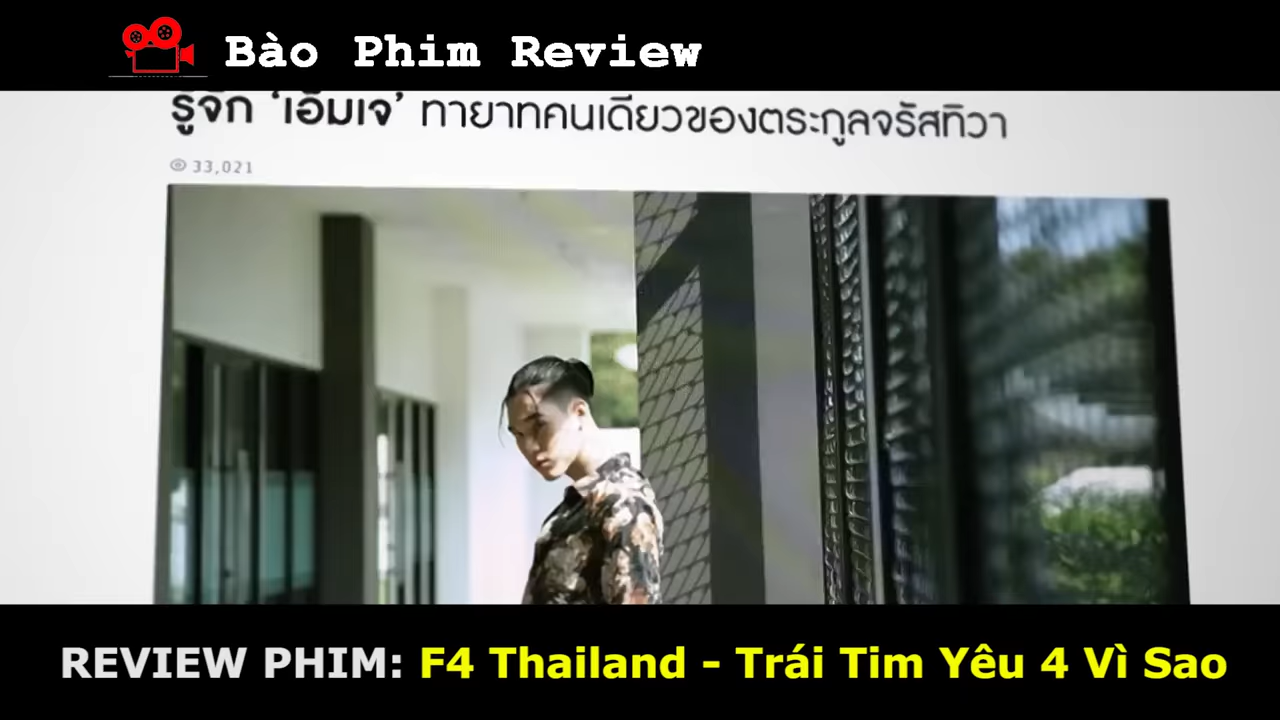 Bào Phim Review
รู้จัก ‘เอ็มเจ’ ทายาทคนเดียวของตระกูลจรัสทิวา
33,021
REVIEW PHIM: F4 Thailand - Trái Tim Yêu 4 Vì Sao